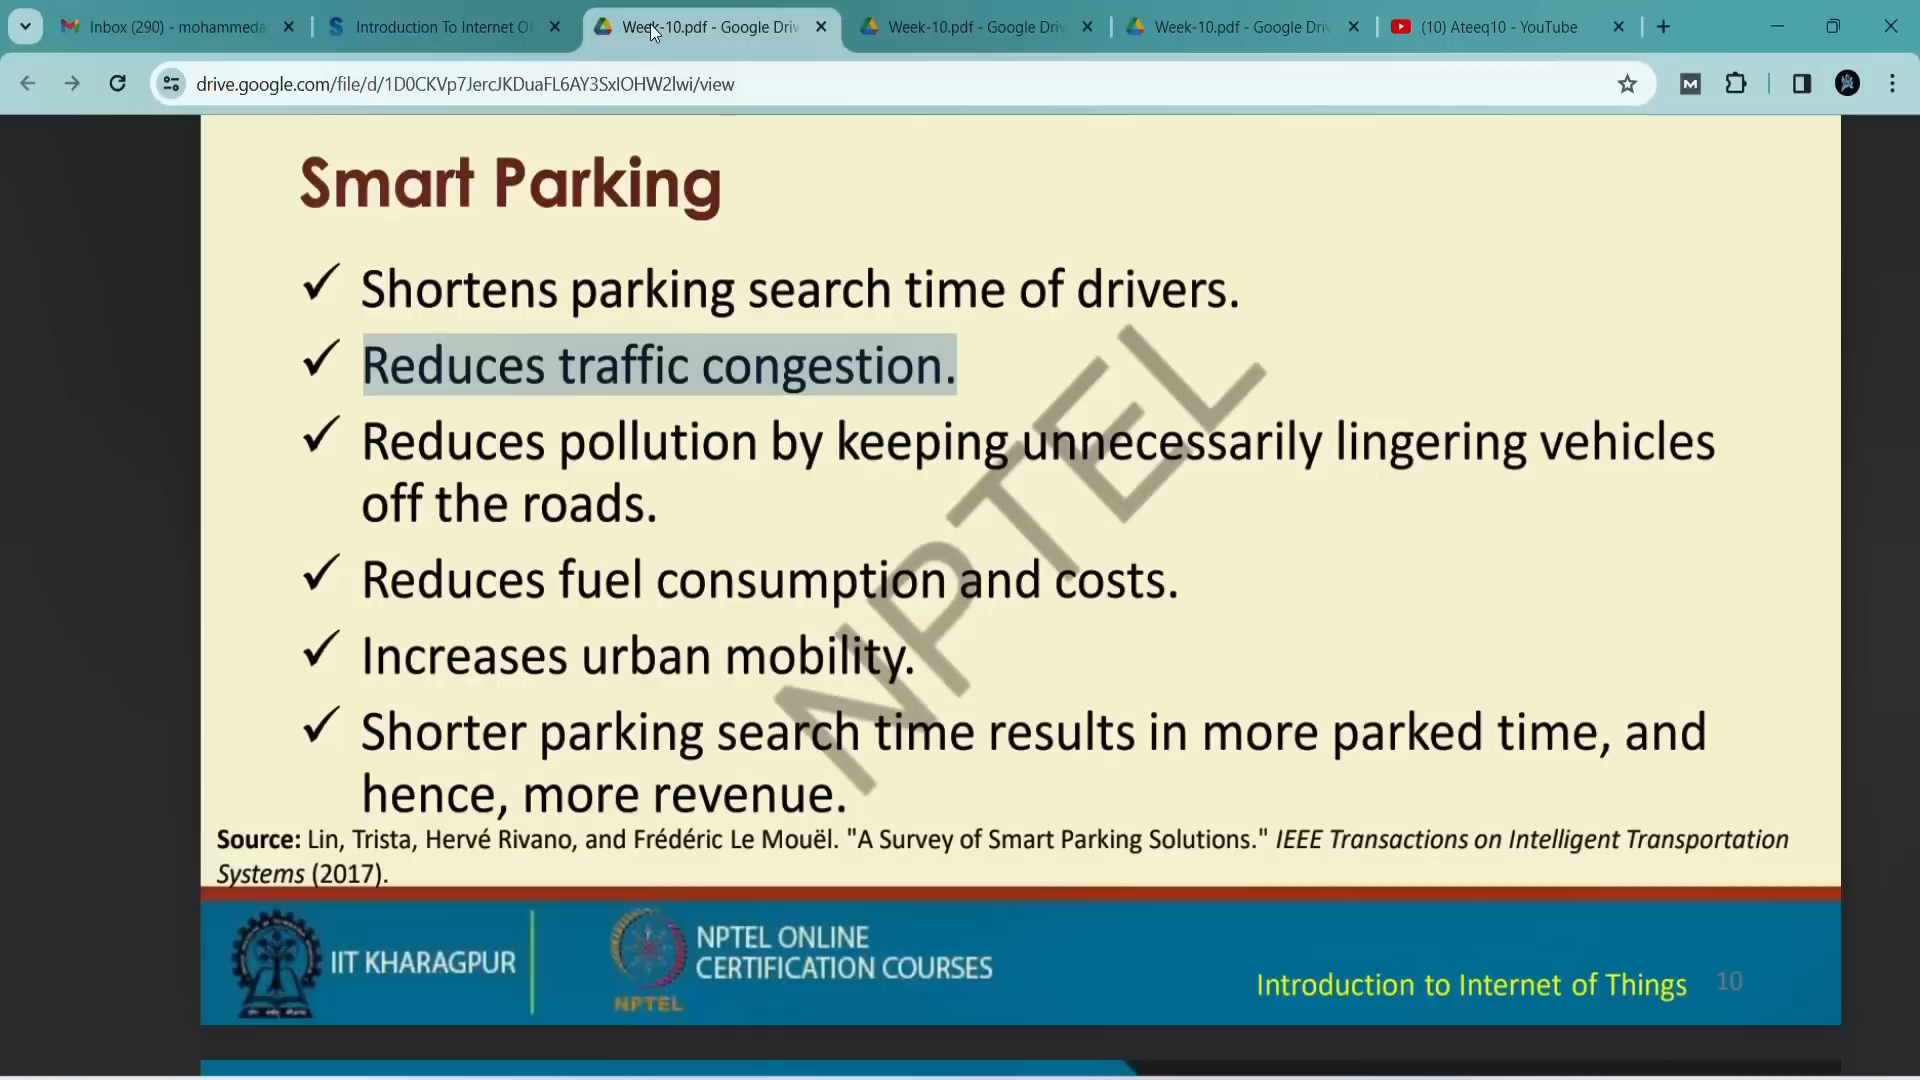 Inbox (290) - mohammeda
Introduction To Internet Of
Week-10.pdf - Google Driv
Week-10.pdf - Google Driv
Week-10.pdf - Google Driv
(10) Ateeq10 - YouTube
drive.google.com/file/d/1D0CKVp7JercJKDuaFL6AY3SxIOHW2lwi/view
Smart Parking
✓ Shortens parking search time of drivers.
✓ Reduces traffic congestion.
✓ Reduces pollution by keeping unnecessarily lingering vehicles
off the roads.
✓ Reduces fuel consumption and costs.
✓ Increases urban mobility.
✓ Shorter parking search time results in more parked time, and
hence, more revenue.
NPTEL
Source: Lin, Trista, Hervé Rivano, and Frédéric Le Mouël. "A Survey of Smart Parking Solutions." IEEE Transactions on Intelligent Transportation
Systems (2017).
IIT KHARAGPUR
NPTEL
NPTEL ONLINE
CERTIFICATION COURSES
Introduction to Internet of Things 10